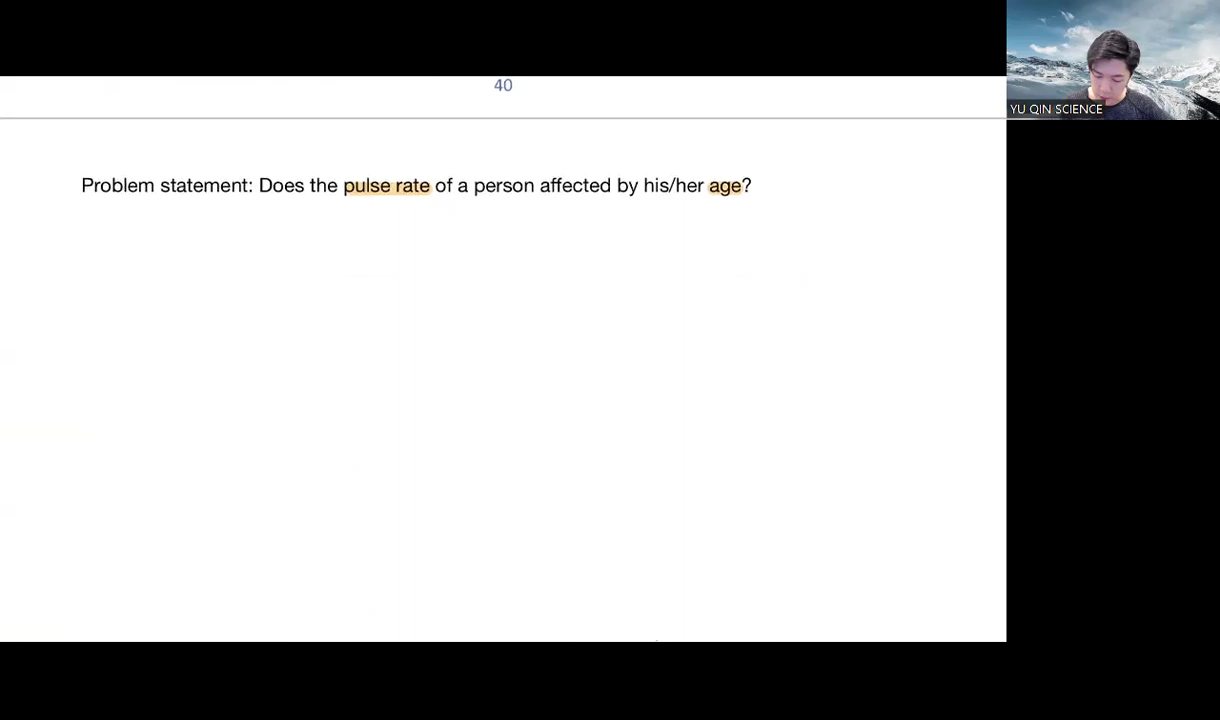 40
YU QIN SCIENCE
Problem statement: Does the pulse rate of a person affected by his/her age?